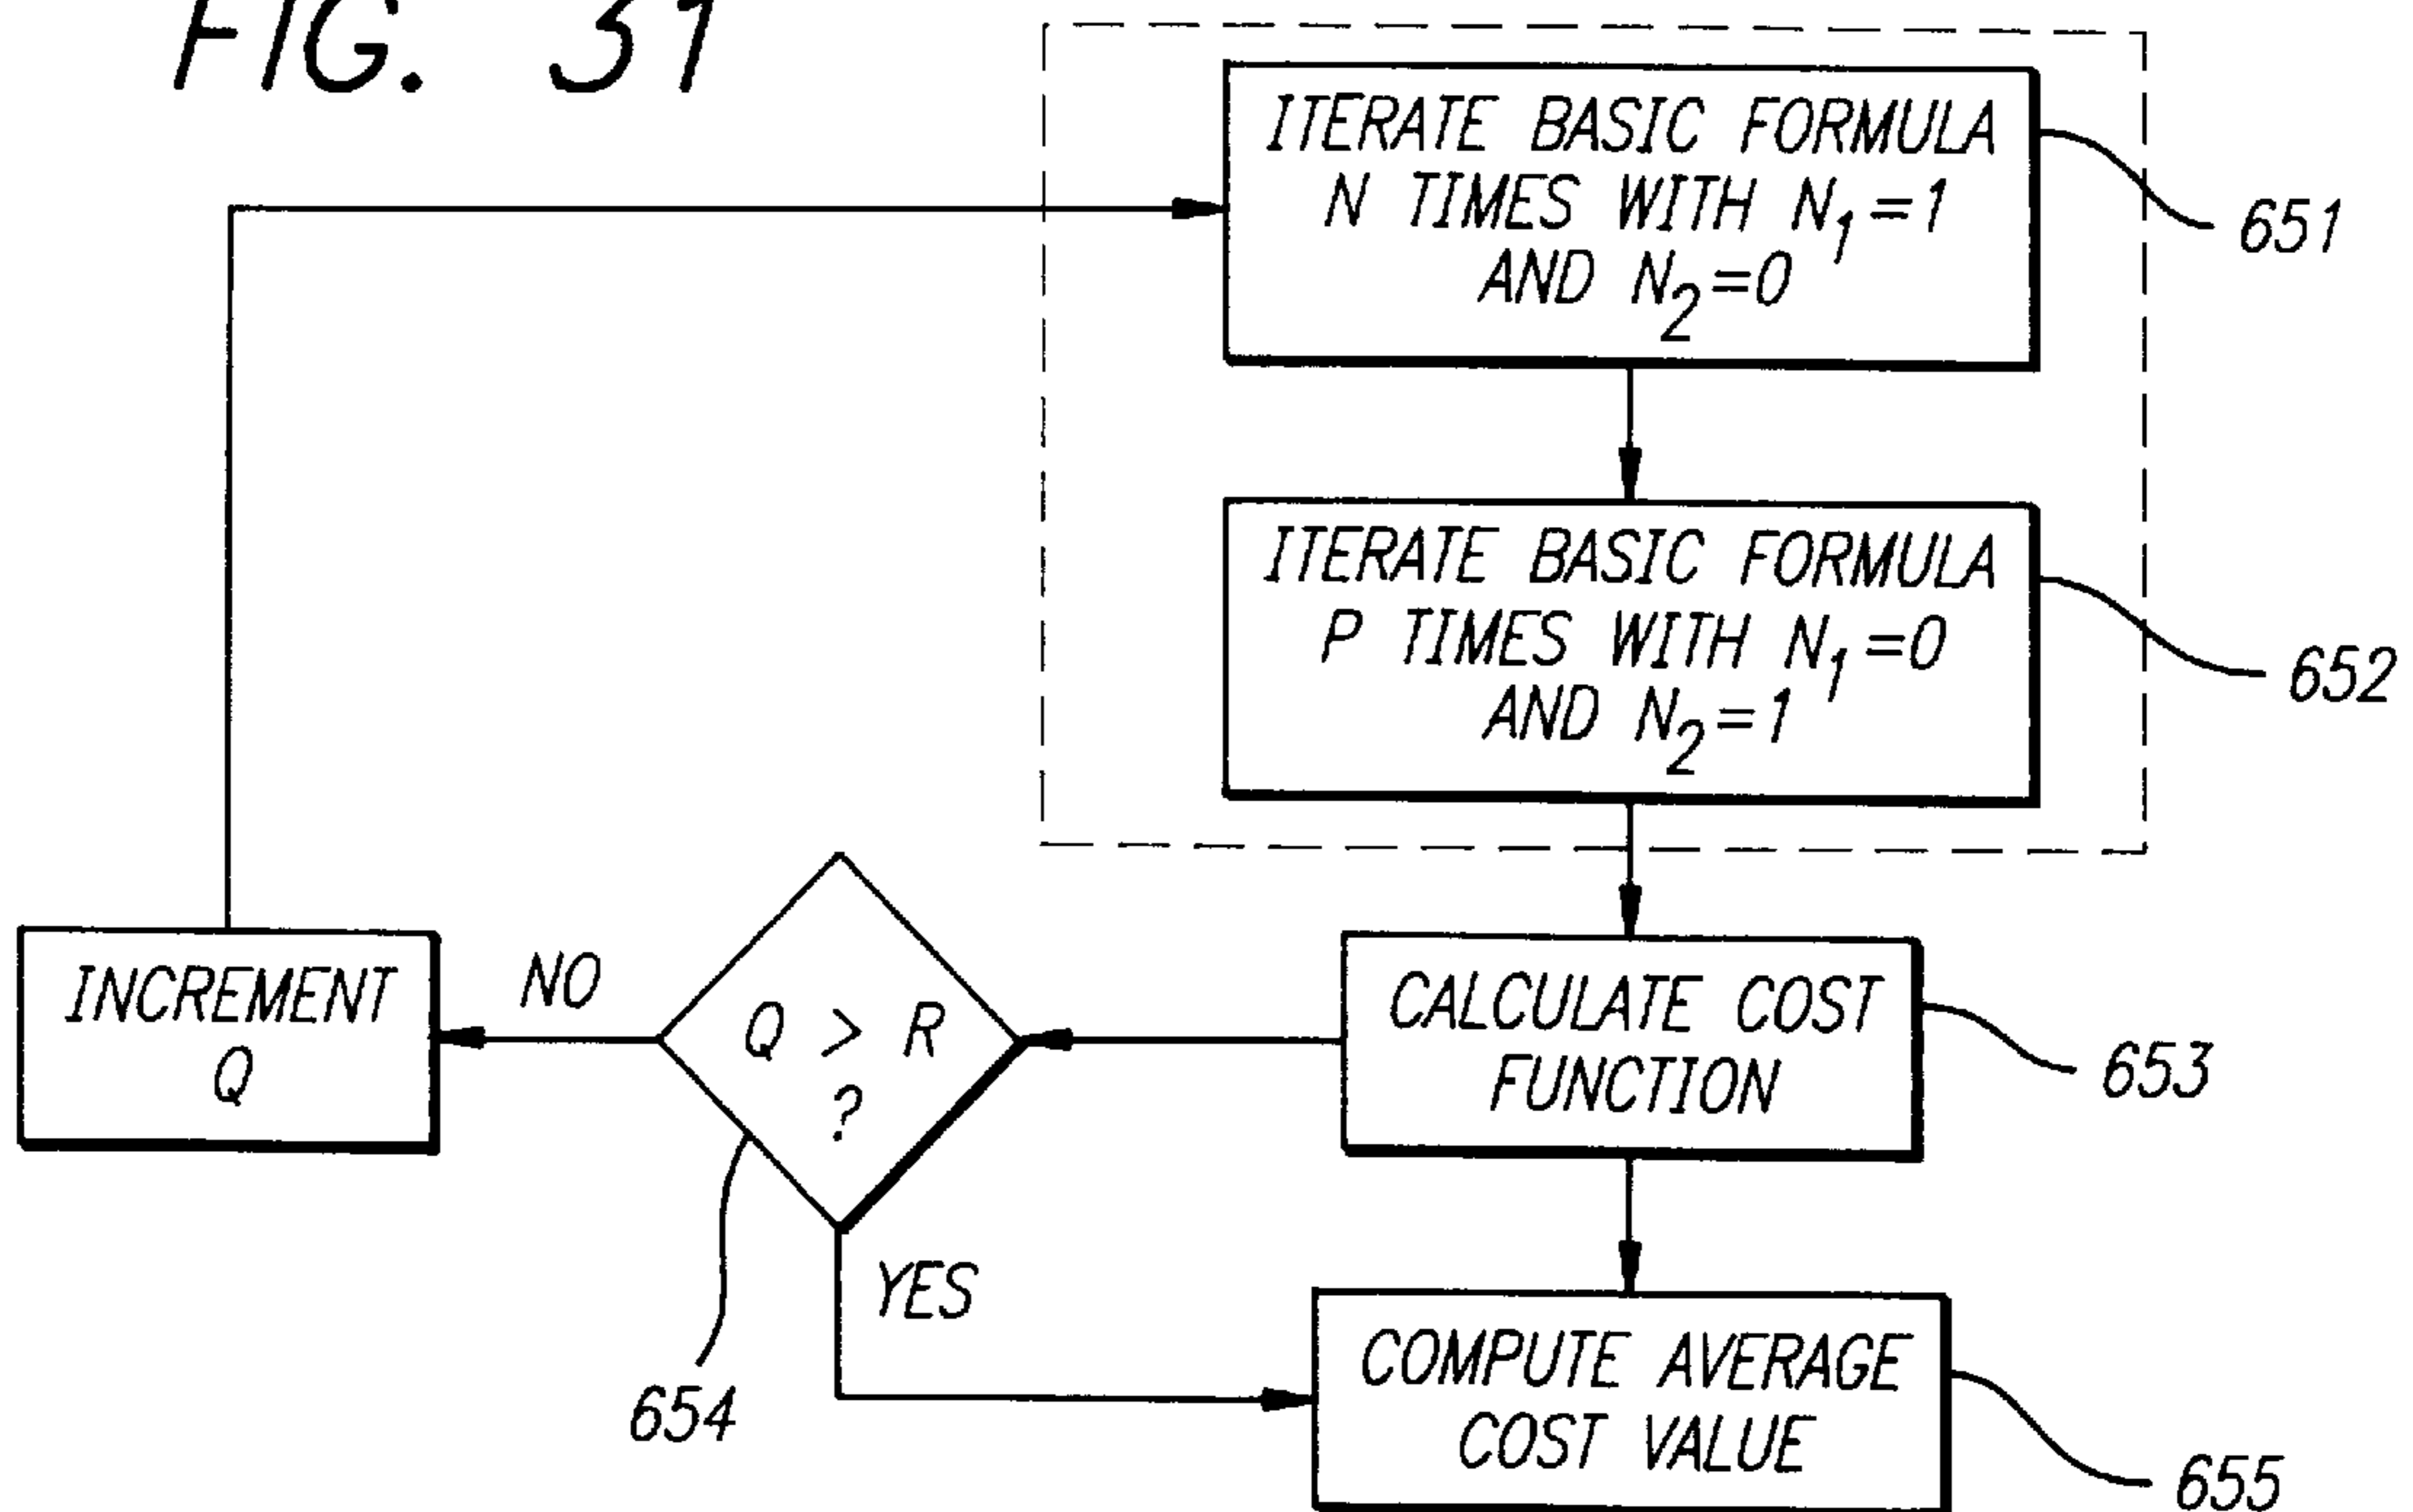 FIG. 31
ITERATE BASIC FORMULA
N TIMES WITH N₁=1
AND N₂=0
651
ITERATE BASIC FORMULA
P TIMES WITH N₁=0
AND N₂=1
652
INCREMENT
Q
NO
Q > R
?
CALCULATE COST
FUNCTION
653
YES
654
COMPUTE AVERAGE
COST VALUE
655